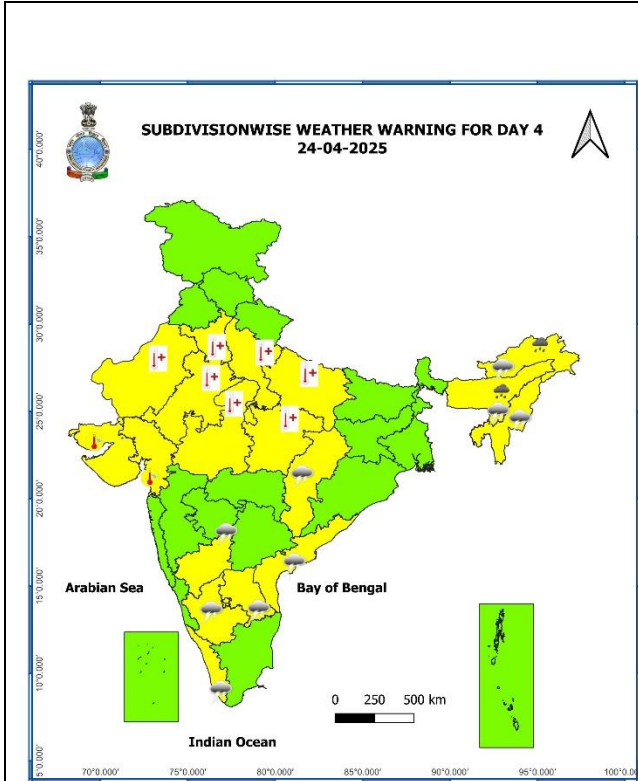 SUBDIVISIONWISE WEATHER WARNING FOR DAY 4
24-04-2025
40°0.000'
35°0.000'
30°0.000'
25°0.000'
20°0.000'
15°0.000'
10°0.000'
5°0.000'
Arabian Sea
Bay of Bengal
0 250 500 km
Indian Ocean
70°0.000' 75°0.000' 80°0.000' 85°0.000' 90°0.000' 95°0.000' 100°0.00